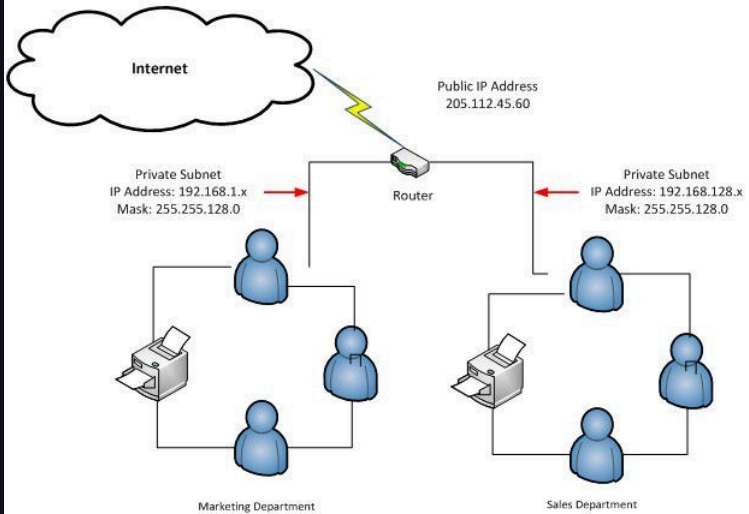 Internet
Public IP Address
205.112.45.60
Private Subnet
IP Address: 192.168.1.x
Mask: 255.255.128.0
Router
Private Subnet
IP Address: 192.168.128.x
Mask: 255.255.128.0
Marketing Department
Sales Department